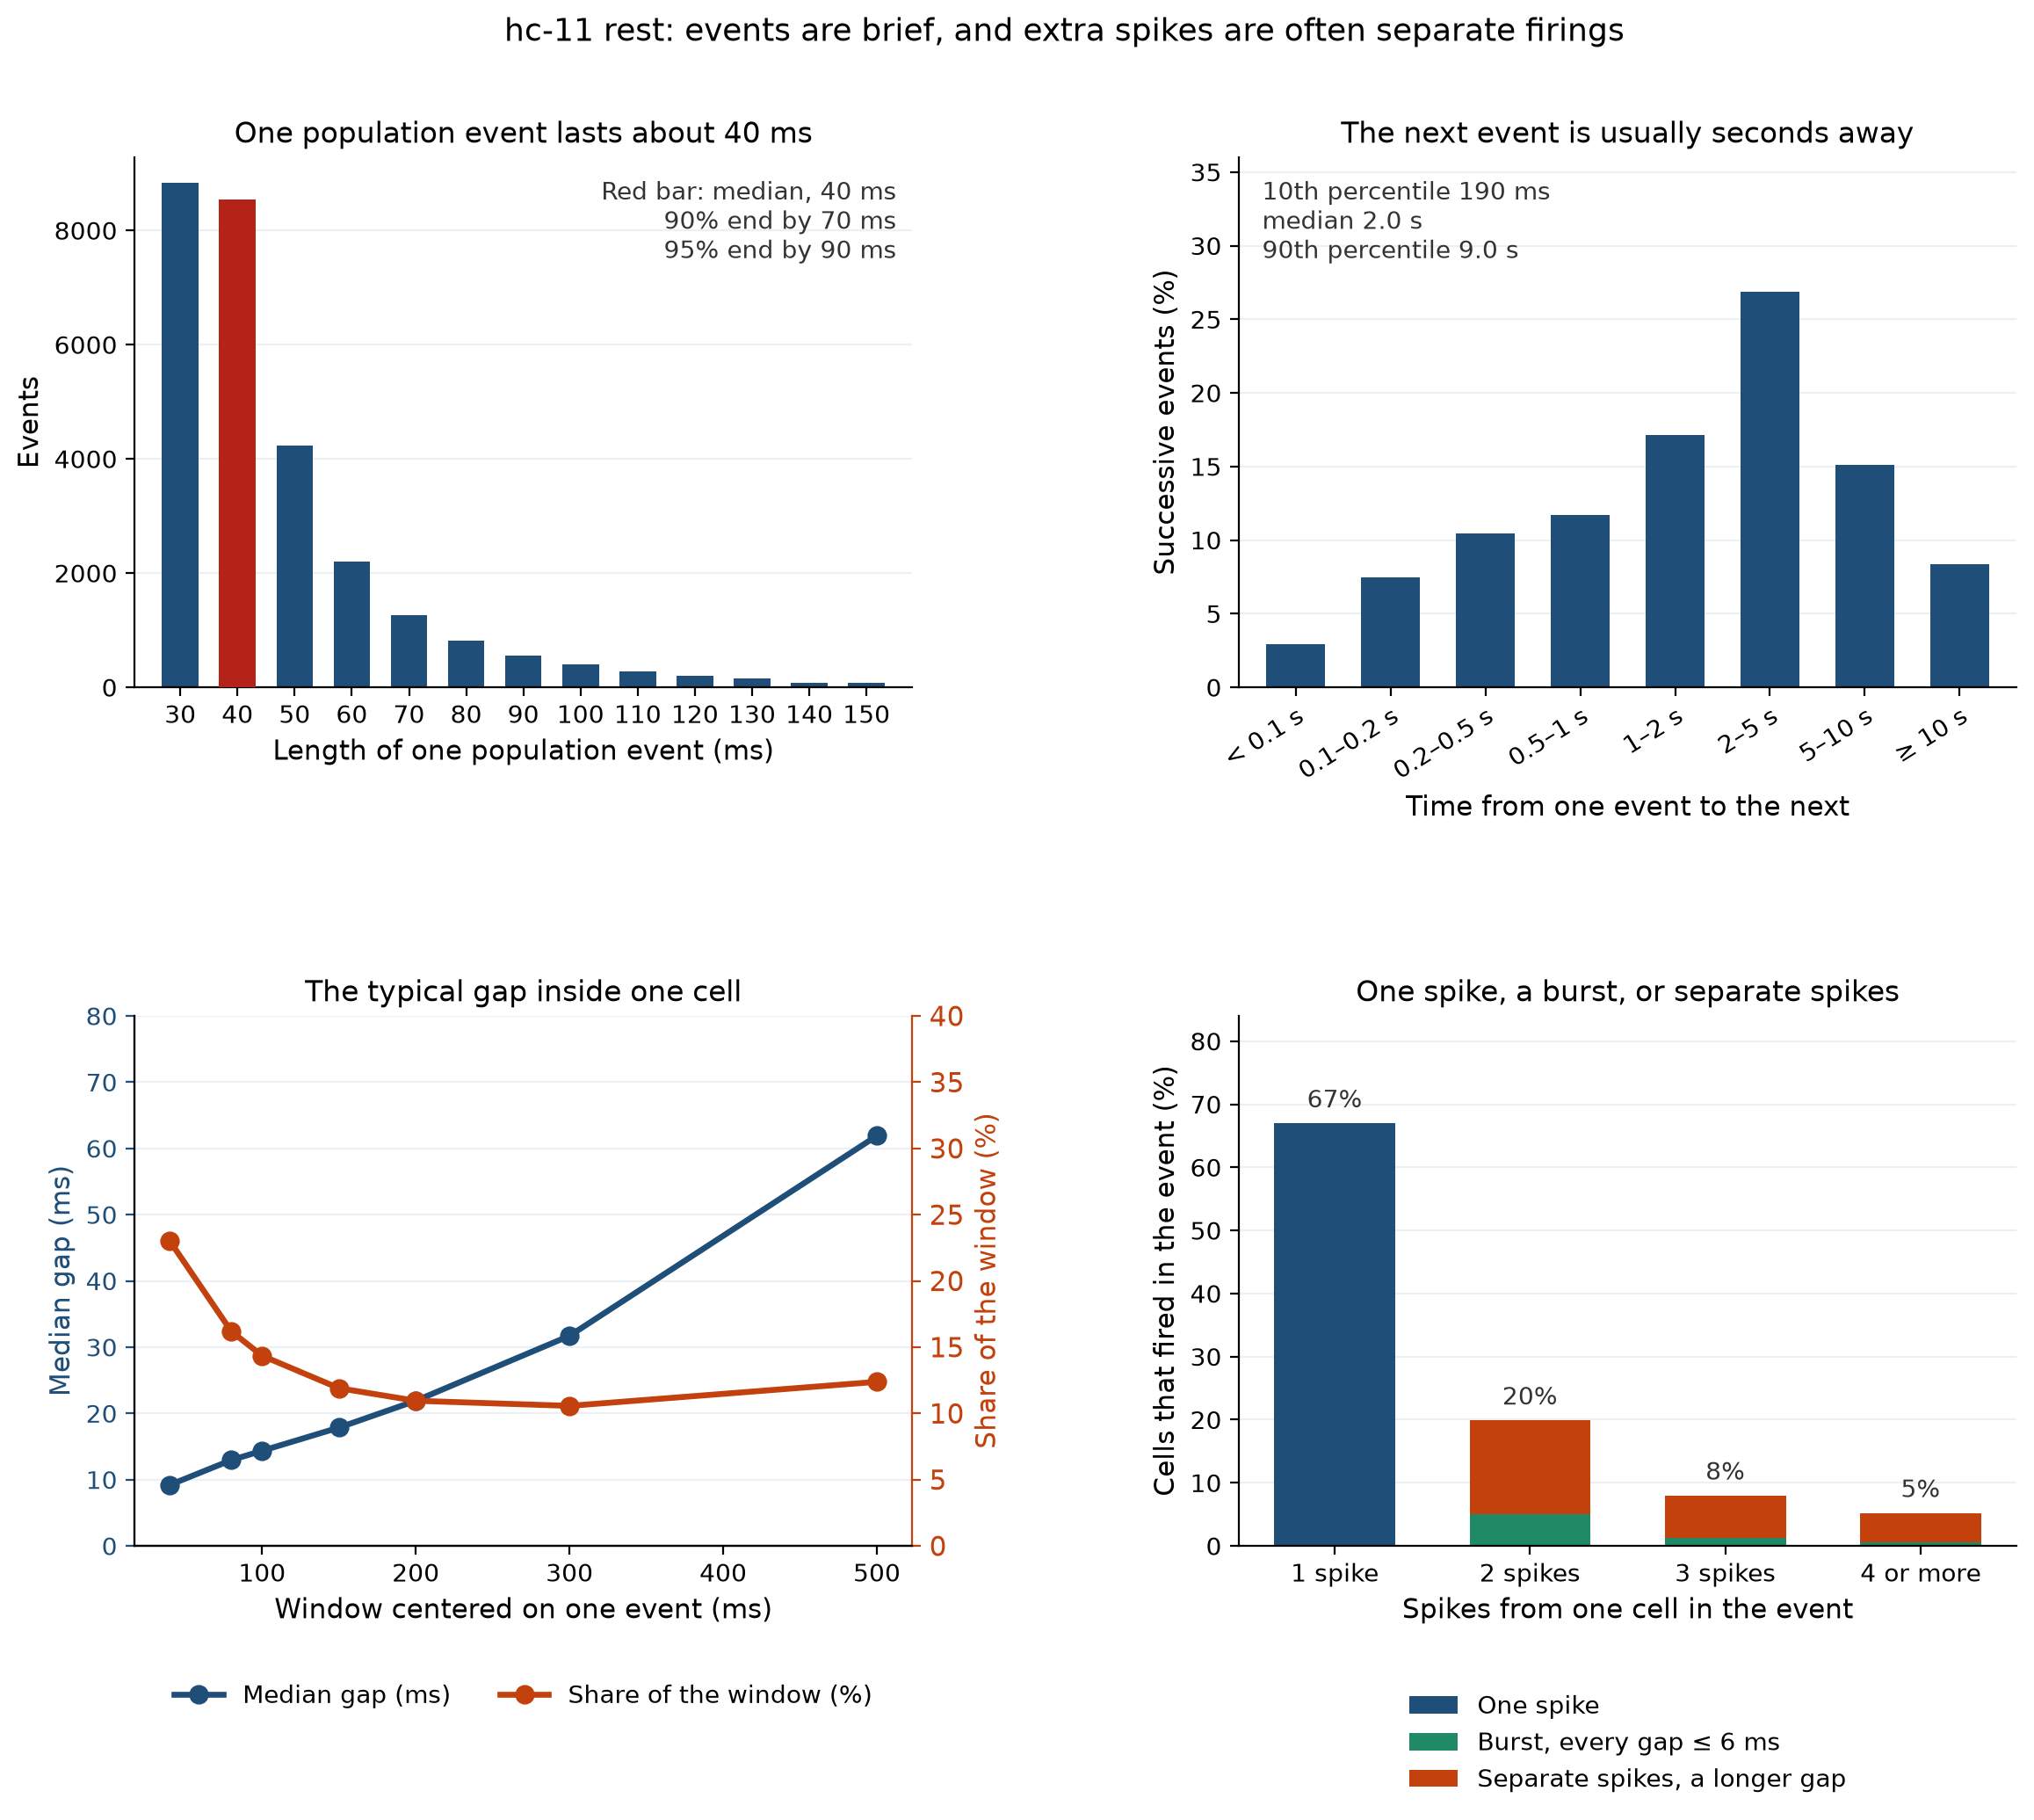 hc-11 rest: events are brief, and extra spikes are often separate firings
One population event lasts about 40 ms
Red bar: median, 40 ms
90% end by 70 ms
95% end by 90 ms
Events
8000
6000
4000
2000
0
30 40 50 60 70 80 90 100 110 120 130 140 150
Length of one population event (ms)
The next event is usually seconds away
10th percentile 190 ms
median 2.0 s
90th percentile 9.0 s
Successive events (%)
35
30
25
20
15
10
5
0
< 0.1 s 0.1–0.2 s 0.2–0.5 s 0.5–1 s 1–2 s 2–5 s 5–10 s ≥ 10 s
Time from one event to the next
The typical gap inside one cell
Median gap (ms)
80
70
60
50
40
30
20
10
0
40
35
30
25
20
15
10
5
0
Share of the window (%)
100 200 300 400 500
Window centered on one event (ms)
Median gap (ms)
Share of the window (%)
One spike, a burst, or separate spikes
Cells that fired in the event (%)
80
70
60
50
40
30
20
10
0
67%
20%
8%
5%
1 spike 2 spikes 3 spikes 4 or more
Spikes from one cell in the event
One spike
Burst, every gap ≤ 6 ms
Separate spikes, a longer gap